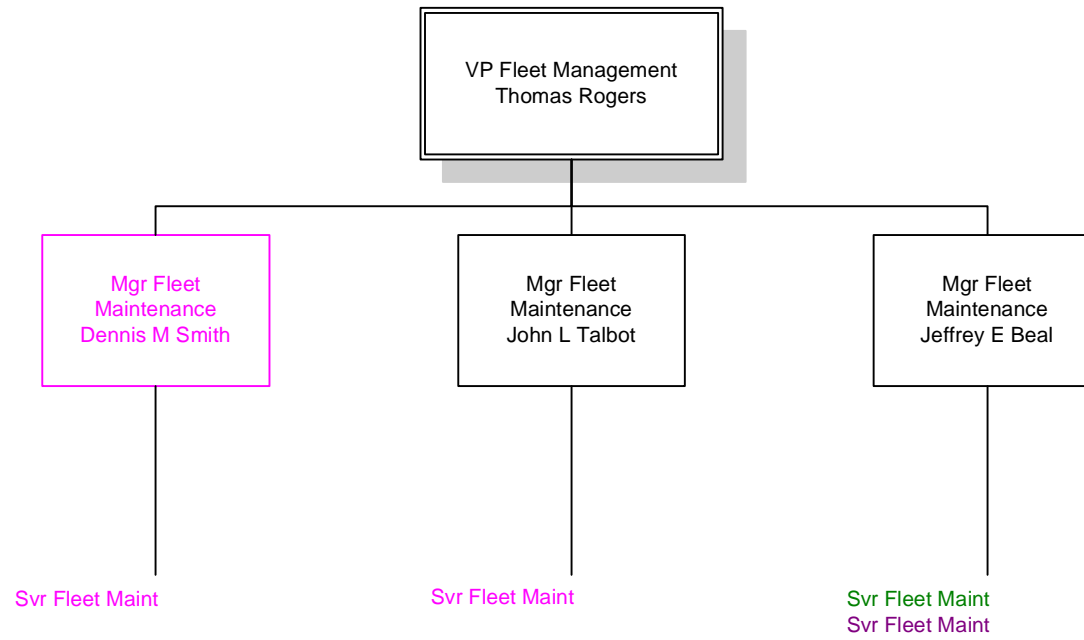 VP Fleet Management
Thomas Rogers
Mgr Fleet
Maintenance
Dennis M Smith
Mgr Fleet
Maintenance
John L Talbot
Mgr Fleet
Maintenance
Jeffrey E Beal
Svr Fleet Maint
Svr Fleet Maint
Svr Fleet Maint
Svr Fleet Maint